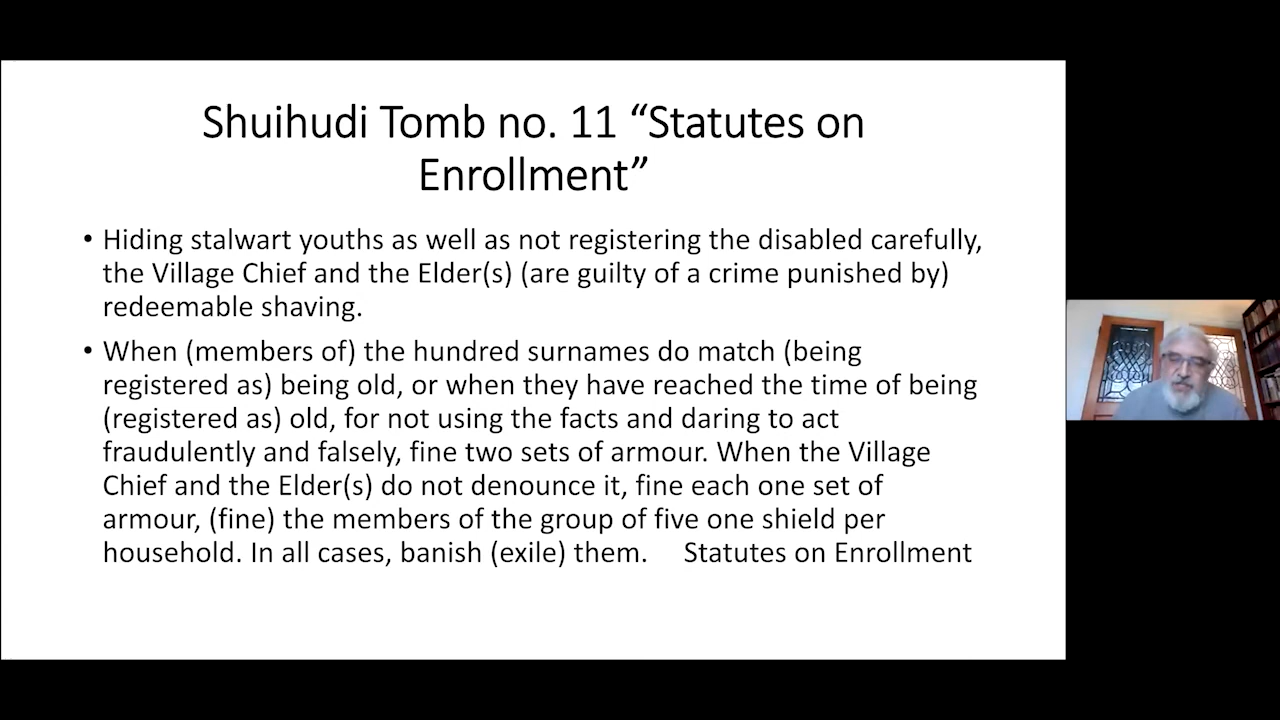 Shuihudi Tomb no. 11 “Statutes on
Enrollment”
• Hiding stalwart youths as well as not registering the disabled carefully,
the Village Chief and the Elder(s) (are guilty of a crime punished by)
redeemable shaving.
• When (members of) the hundred surnames do match (being
registered as) being old, or when they have reached the time of being
(registered as) old, for not using the facts and daring to act
fraudulently and falsely, fine two sets of armour. When the Village
Chief and the Elder(s) do not denounce it, fine each one set of
armour, (fine) the members of the group of five one shield per
household. In all cases, banish (exile) them. Statutes on Enrollment